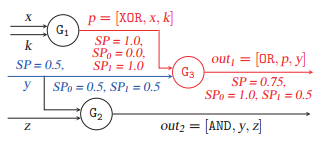 x
p = [XOR, x, k]
G1
k
SP = 1.0,
SP0 = 0.0,
SP1 = 1.0
SP = 0.5,
out1 = [OR, p, y]
G3
y
SP0 = 0.5, SP1 = 0.5
SP = 0.75,
SP0 = 1.0, SP1 = 0.5
G2
z
out2 = [AND, y, z]